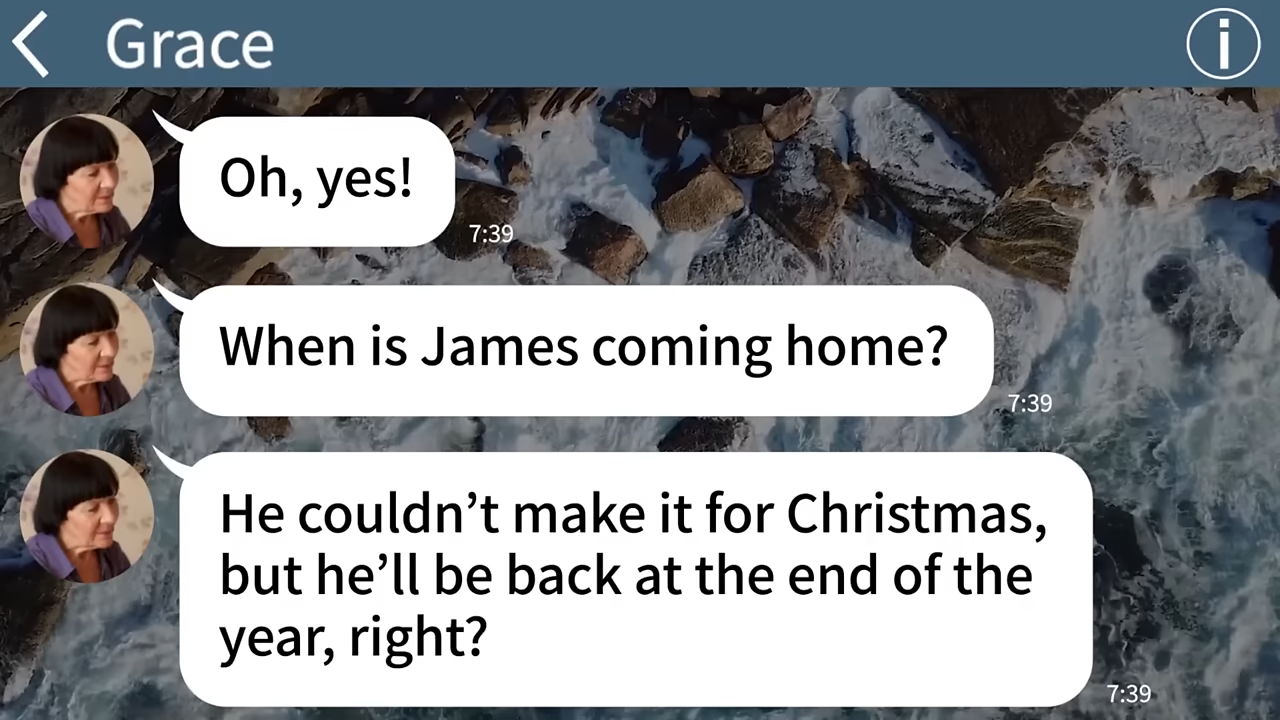 Grace
Oh, yes!
7:39
When is James coming home?
7:39
He couldn’t make it for Christmas,
but he’ll be back at the end of the
year, right?
7:39